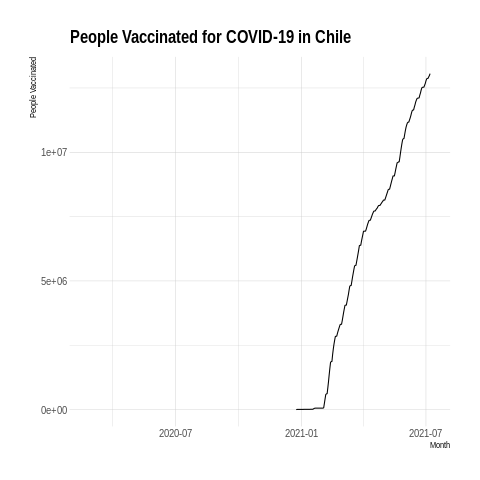 People Vaccinated for COVID-19 in Chile
People Vaccinated
1e+07
5e+06
0e+00
2020-07
2021-01
2021-07
Month